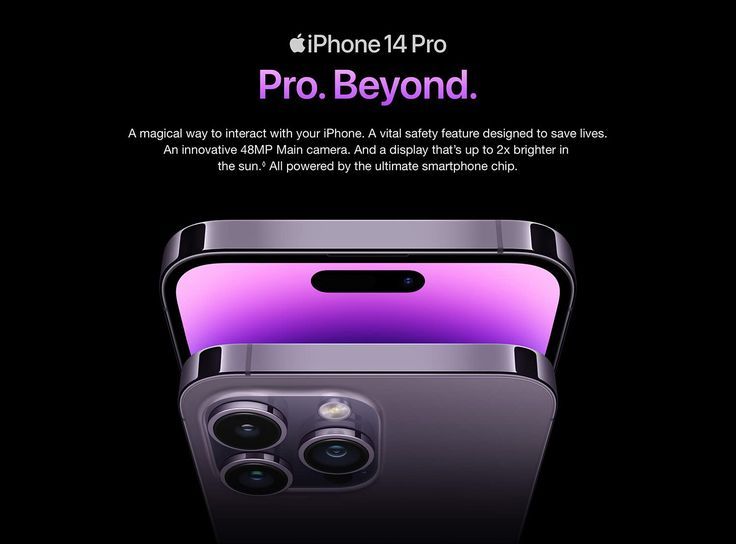 iPhone 14 Pro
Pro. Beyond.
A magical way to interact with your iPhone. A vital safety feature designed to save lives.
An innovative 48MP Main camera. And a display that's up to 2x brighter in
the sun.◊ All powered by the ultimate smartphone chip.